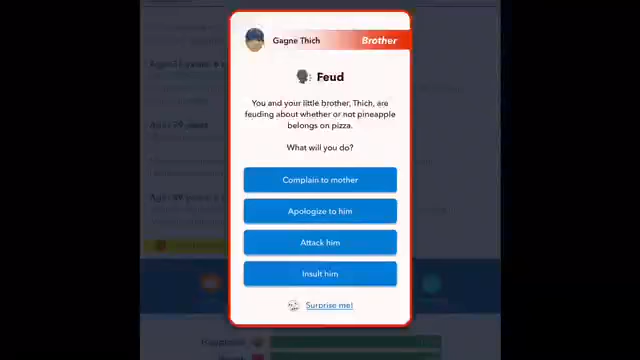 Gagne Thich
Brother
Feud
You and your little brother, Thich, are
feuding about whether or not pineapple
belongs on pizza.
What will you do?
Complain to mother
Apologize to him
Attack him
Insult him
Surprise me!